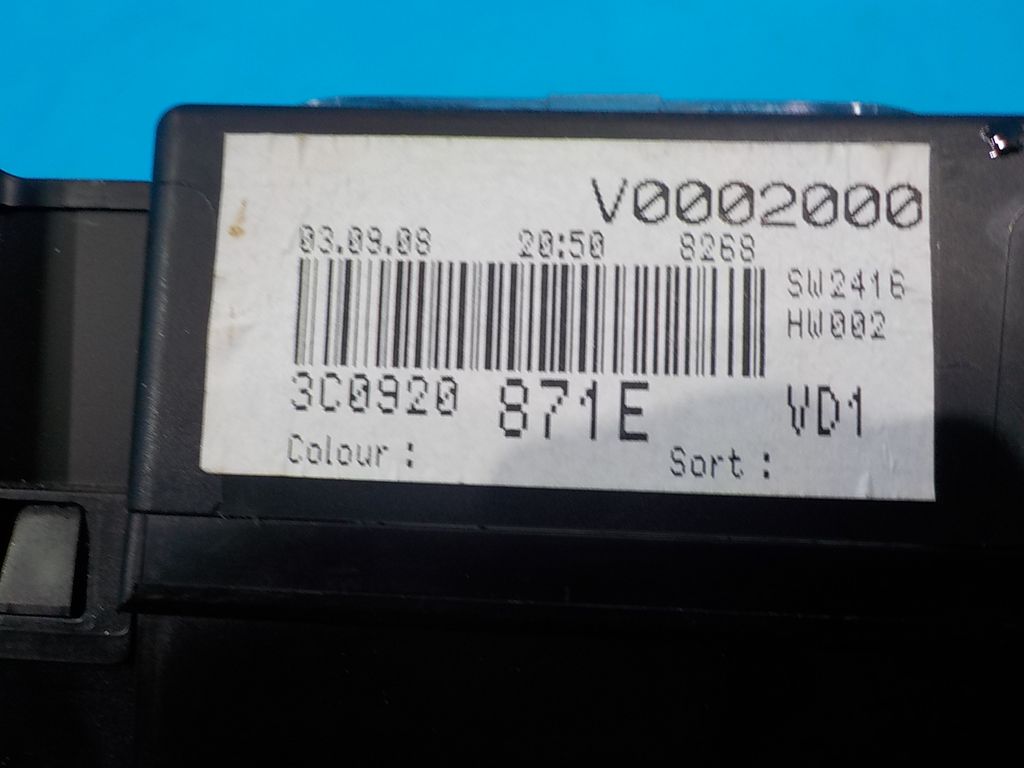 V0002000
03.09.08 20:50 8268
SW2416
HW002
3C0920 871E VD1
Colour : Sort :